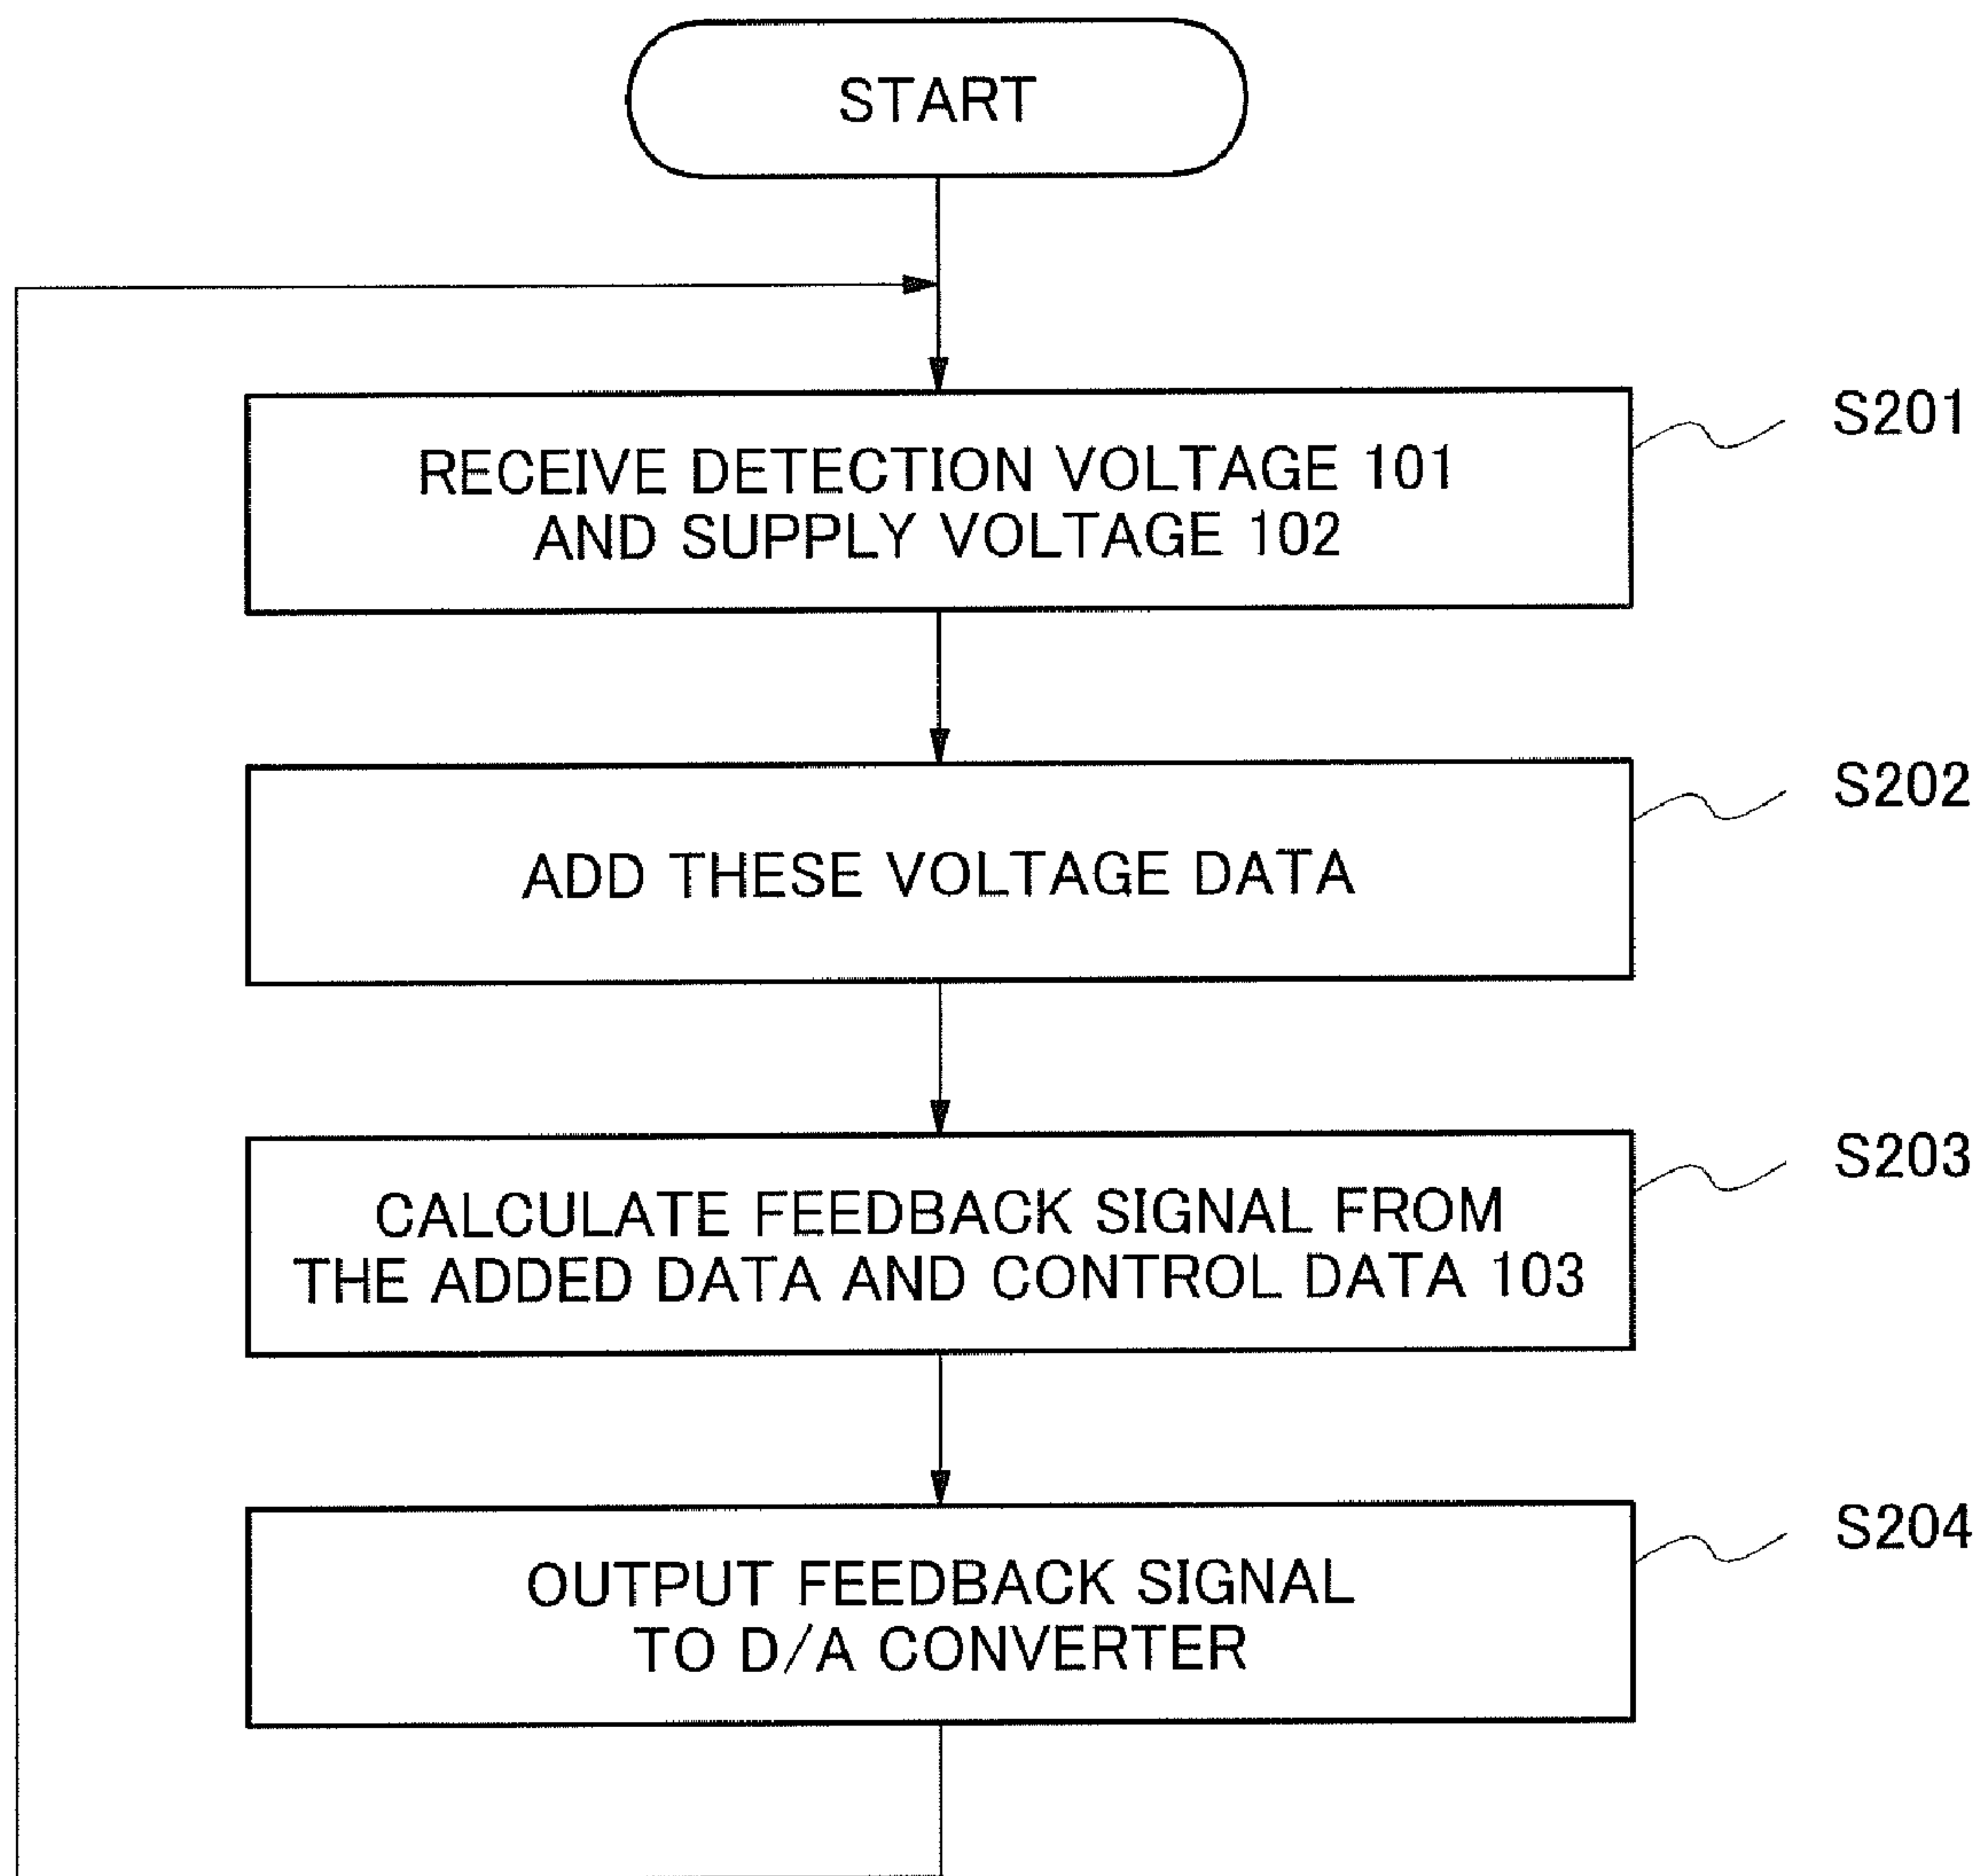 START
S201
RECEIVE DETECTION VOLTAGE 101
AND SUPPLY VOLTAGE 102
S202
ADD THESE VOLTAGE DATA
S203
CALCULATE FEEDBACK SIGNAL FROM
THE ADDED DATA AND CONTROL DATA 103
S204
OUTPUT FEEDBACK SIGNAL
TO D/A CONVERTER